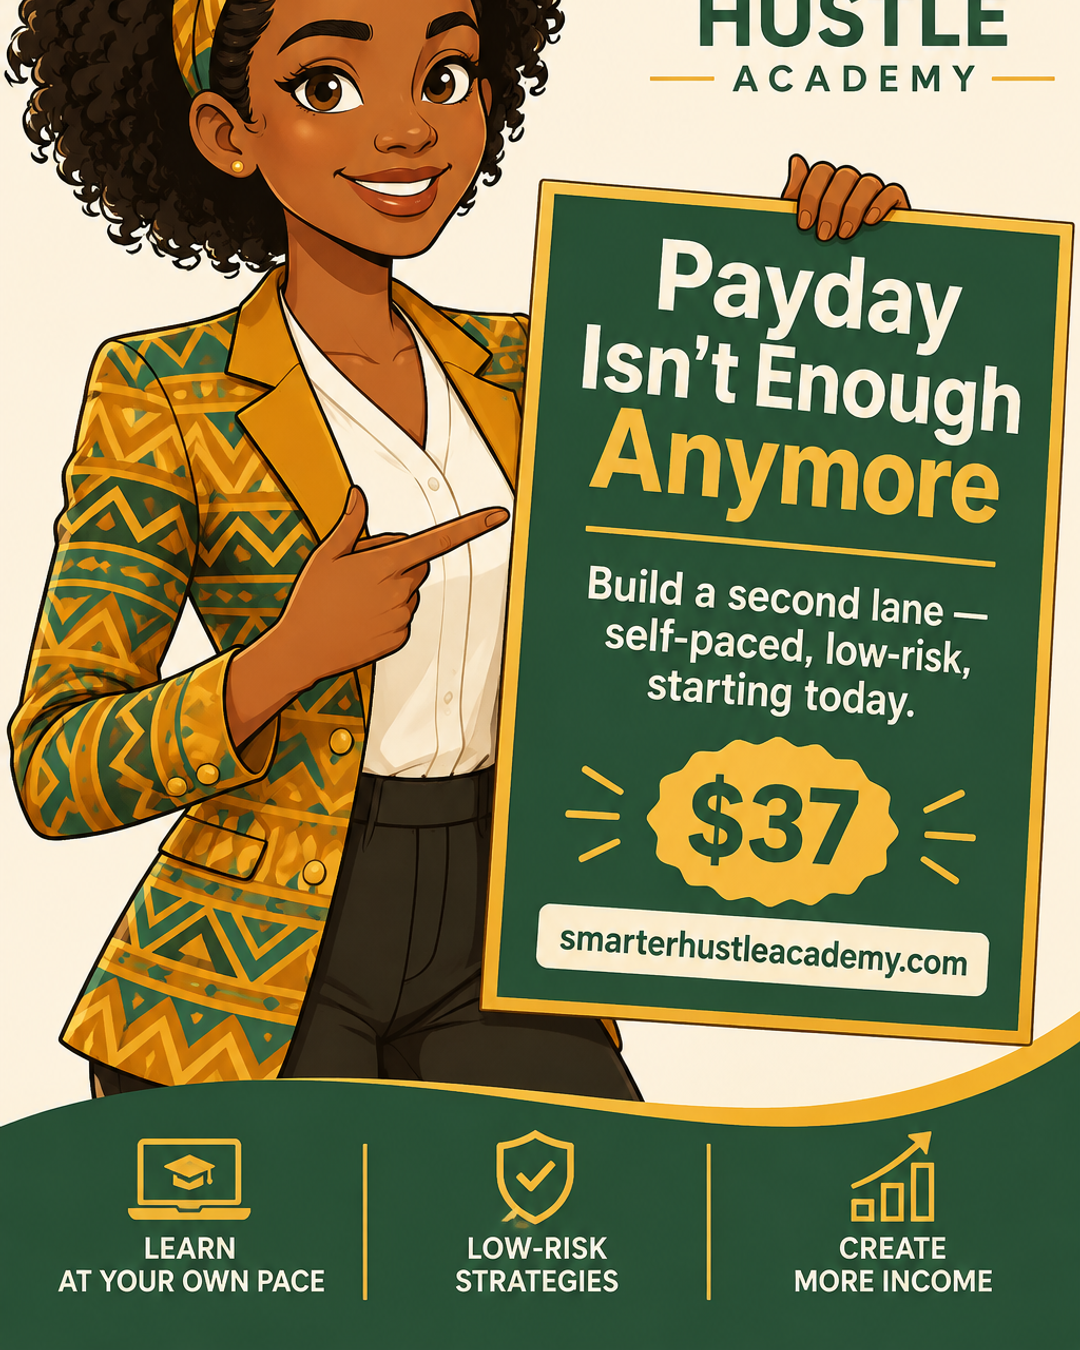 HUSTLE
ACADEMY
Payday
Isn't Enough
Anymore
Build a second lane —
self-paced, low-risk,
starting today.
$37
smarterhustleacademy.com
LEARN
AT YOUR OWN PACE
LOW-RISK
STRATEGIES
CREATE
MORE INCOME